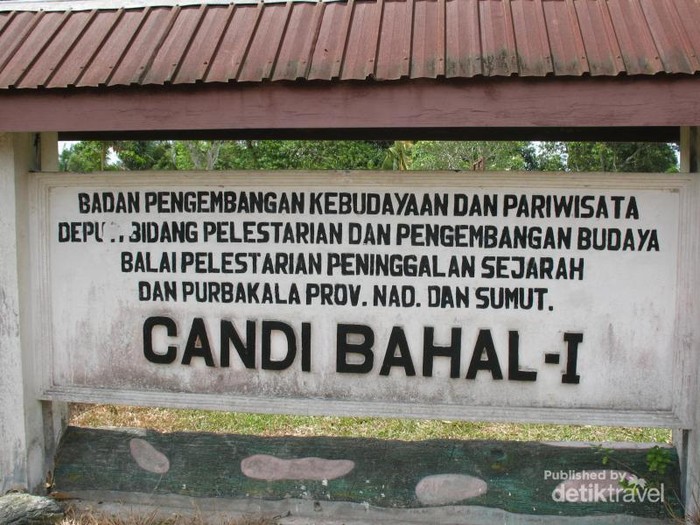 BADAN PENGEMBANGAN KEBUDAYAAN DAN PARIWISATA
BIDANG PELESTARIAN DAN PENGEMBANGAN BUDAYA
BALAI PELESTARIAN PENINGGALAN SEJARAH
DAN PURBAKALA PROV. NAD. DAN SUMUT.
CANDI BAHAL-I
Published by
detiktravel